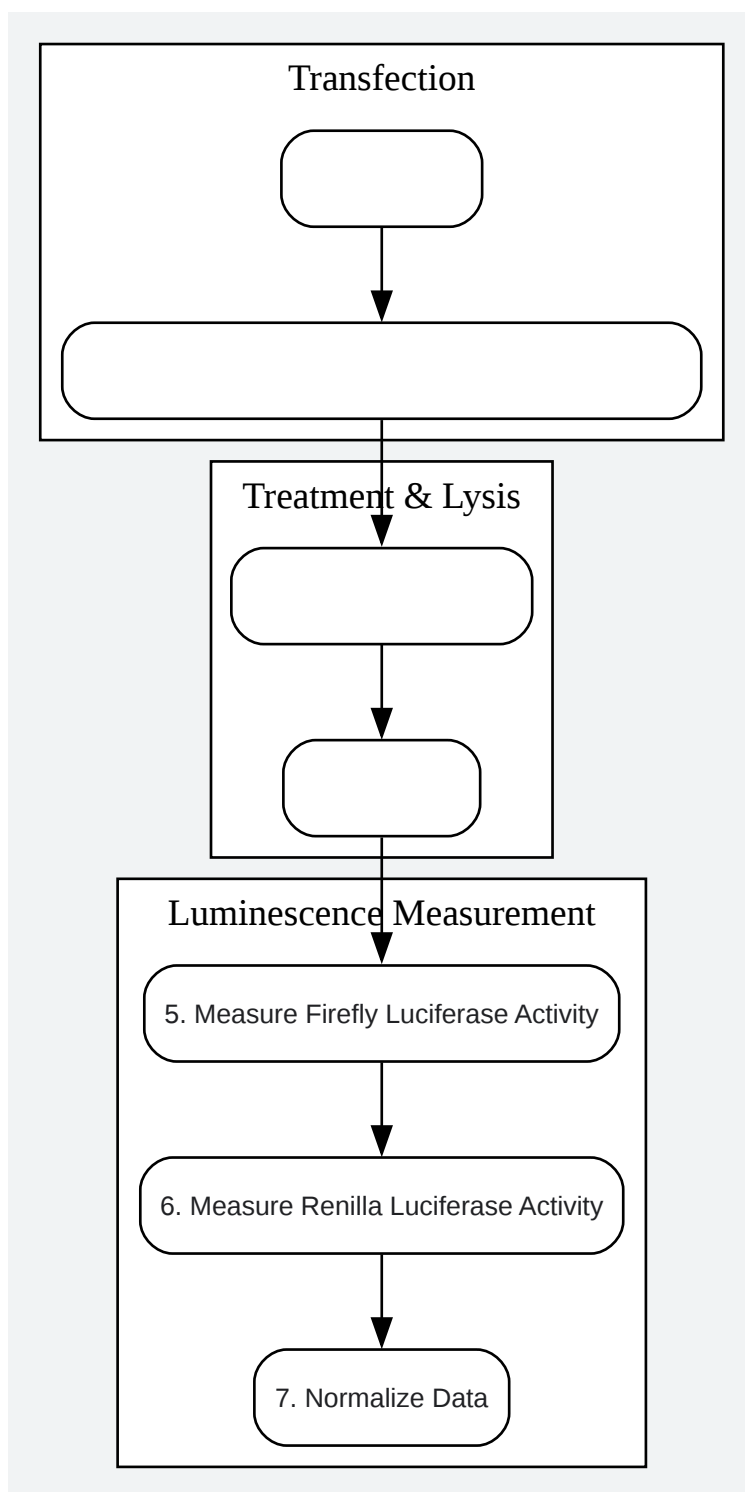 Transfection
Treatment & Lysis
Luminescence Measurement
5. Measure Firefly Luciferase Activity
6. Measure Renilla Luciferase Activity
7. Normalize Data